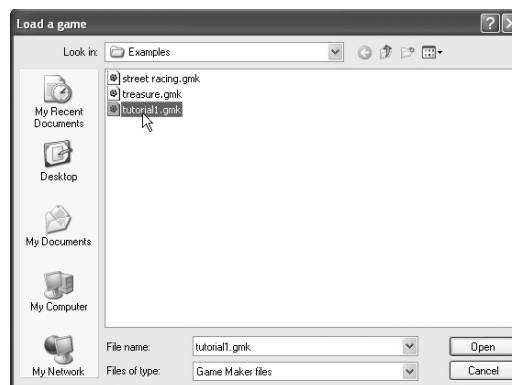 Load a game
Look in: Examples
street racing.gmk
treasure.gmk
tutorial1.gmk
My Recent
Documents
Desktop
My Documents
My Computer
My Network
File name: tutorial1.gmk Open
Files of type: Game Maker files Cancel